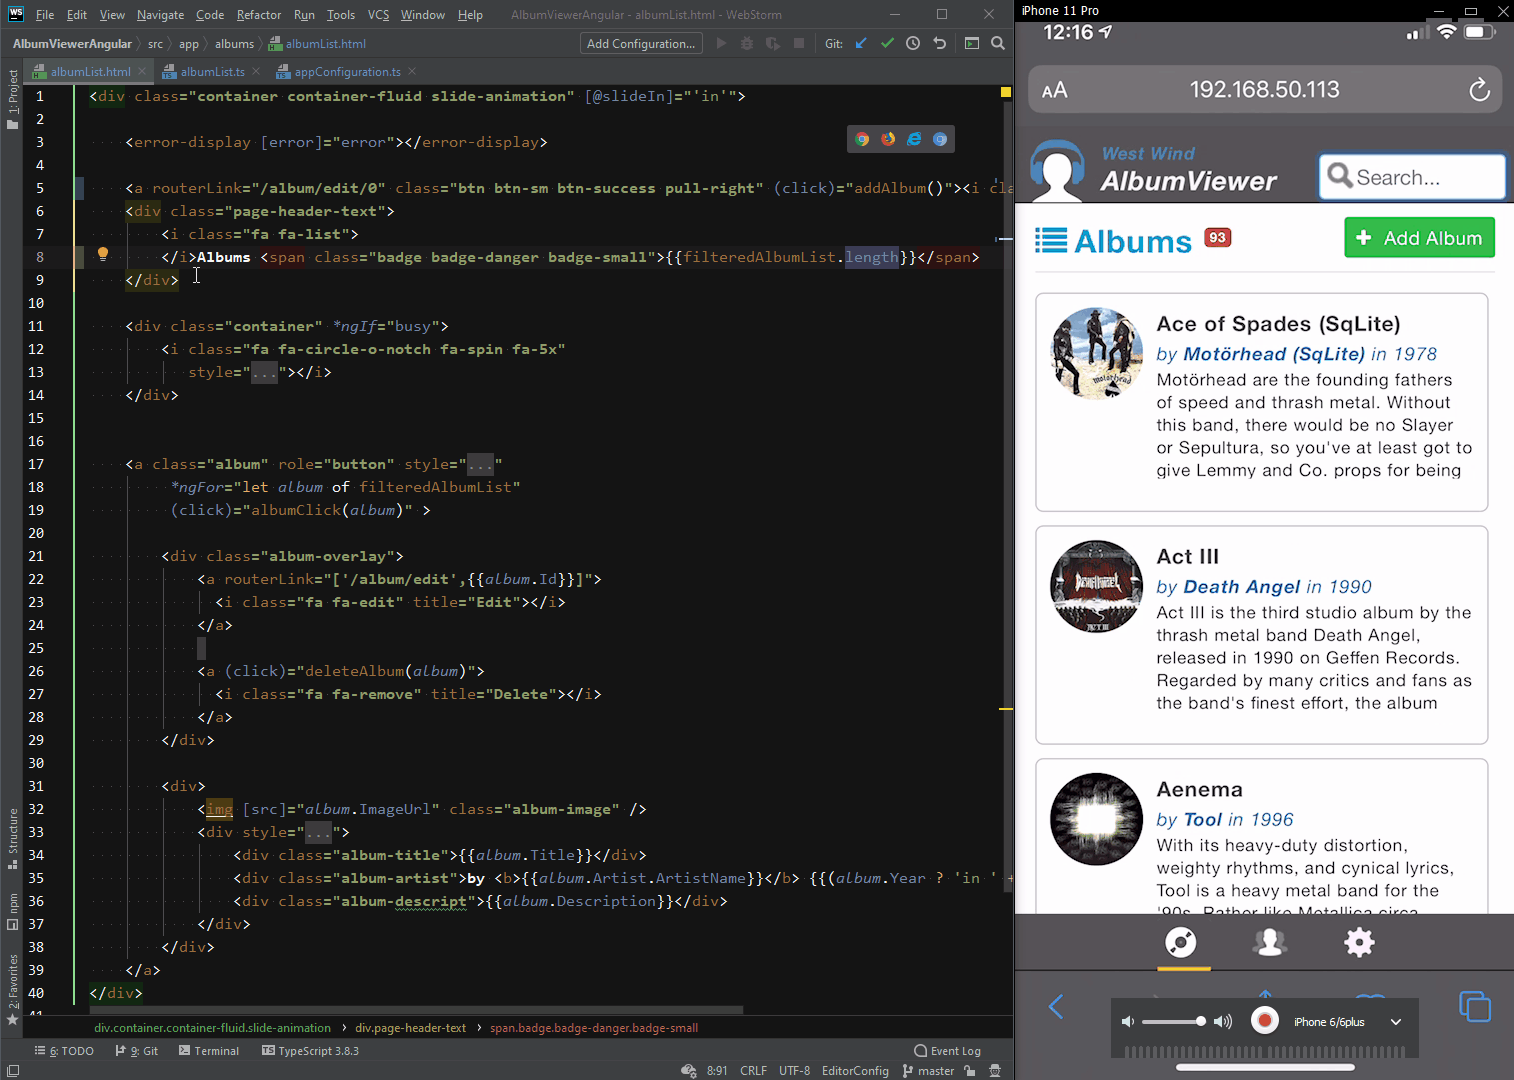 WS File Edit View Navigate Code Refactor Run Tools VCS Window Help AlbumViewerAngular - albumList.html - WebStorm
AlbumViewerAngular src app albums albumList.html Add Configuration... Git:
albumList.html albumList.ts appConfiguration.ts
1: Project
1 <div class="container container-fluid slide-animation" [@slideIn]="'in'">
2
3 <error-display [error]="error"></error-display>
4
5 <a routerLink="/album/edit/0" class="btn btn-sm btn-success pull-right" (click)="addAlbum()"><i cla
6 <div class="page-header-text">
7 <i class="fa fa-list">
8 </i>Albums <span class="badge badge-danger badge-small">{{filteredAlbumList.length}}</span>
9 </div>
10
11 <div class="container" *ngIf="busy">
12 <i class="fa fa-circle-o-notch fa-spin fa-5x"
13 style="..."></i>
14 </div>
15
16
17 <a class="album" role="button" style="..."
18 *ngFor="let album of filteredAlbumList"
19 (click)="albumClick(album)" >
20
21 <div class="album-overlay">
22 <a routerLink="['/album/edit',{{album.Id}}]">
23 <i class="fa fa-edit" title="Edit"></i>
24 </a>
25
26 <a (click)="deleteAlbum(album)">
27 <i class="fa fa-remove" title="Delete"></i>
28 </a>
29 </div>
30
31 <div>
32 <img [src]="album.ImageUrl" class="album-image" />
33 <div style="...">
34 <div class="album-title">{{album.Title}}</div>
35 <div class="album-artist">by <b>{{album.Artist.ArtistName}}</b> {{(album.Year ? 'in ' +
36 <div class="album-descript">{{album.Description}}</div>
37 </div>
38 </div>
39 </a>
40 </div>
41
Structure
npm
2: Favorites
div.container.container-fluid.slide-animation div.page-header-text span.badge.badge-danger.badge-small
6: TODO 9: Git Terminal TypeScript 3.8.3 Event Log
8:91 CRLF UTF-8 EditorConfig master
iPhone 11 Pro
12:16
AA 192.168.50.113
West Wind
AlbumViewer
Search...
Albums 93 + Add Album
Ace of Spades (SqLite)
by Motörhead (SqLite) in 1978
Motörhead are the founding fathers
of speed and thrash metal. Without
this band, there would be no Slayer
or Sepultura, so you've at least got to
give Lemmy and Co. props for being
Act III
by Death Angel in 1990
Act III is the third studio album by the
thrash metal band Death Angel,
released in 1990 on Geffen Records.
Regarded by many critics and fans as
the band's finest effort, the album
Aenema
by Tool in 1996
With its heavy-duty distortion,
weighty rhythms, and cynical lyrics,
Tool is a heavy metal band for the
'90s. Rather like Metallica circa
iPhone 6/6plus